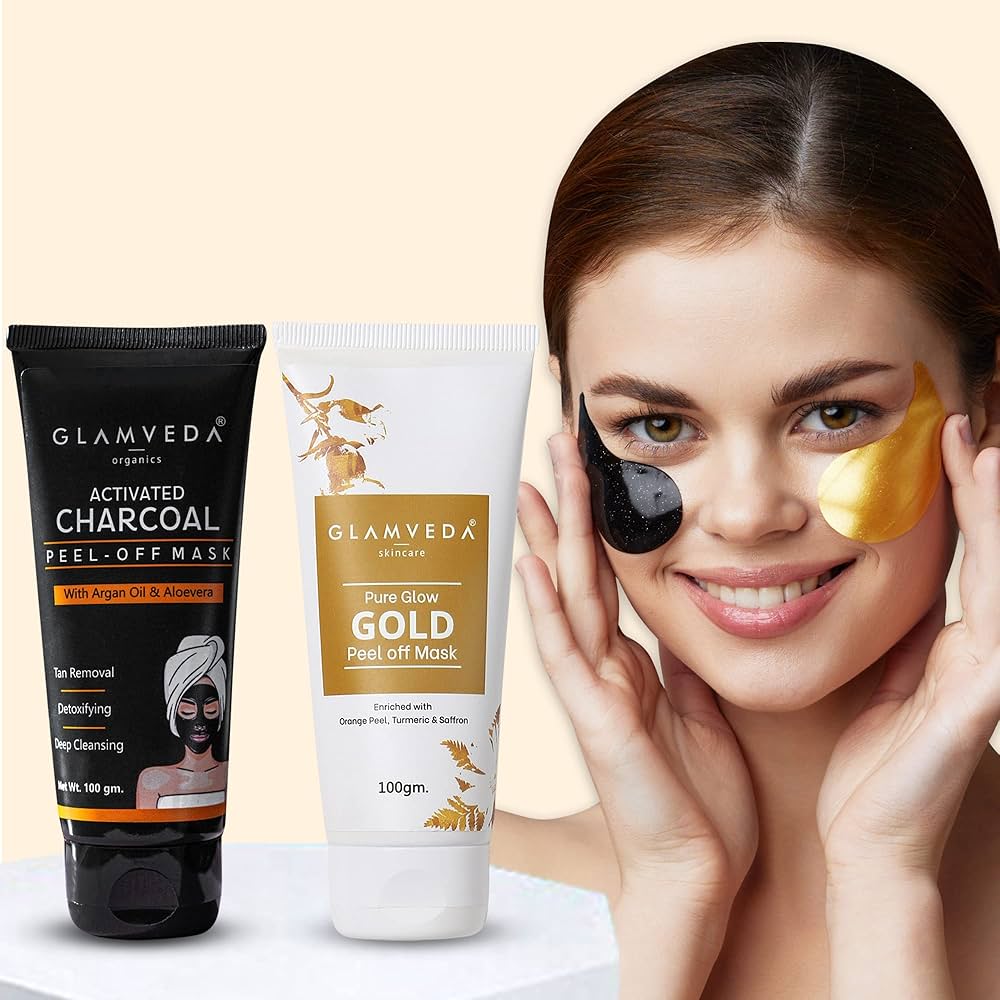 GLAMVEDA®
organics
ACTIVATED
CHARCOAL
PEEL-OFF MASK
With Argan Oil & Aloevera
Tan Removal
Detoxifying
Deep Cleansing
Net Wt. 100 gm.
GLAMVEDA®
skincare
Pure Glow
GOLD
Peel off Mask
Enriched with
Orange Peel, Turmeric & Saffron
100gm.